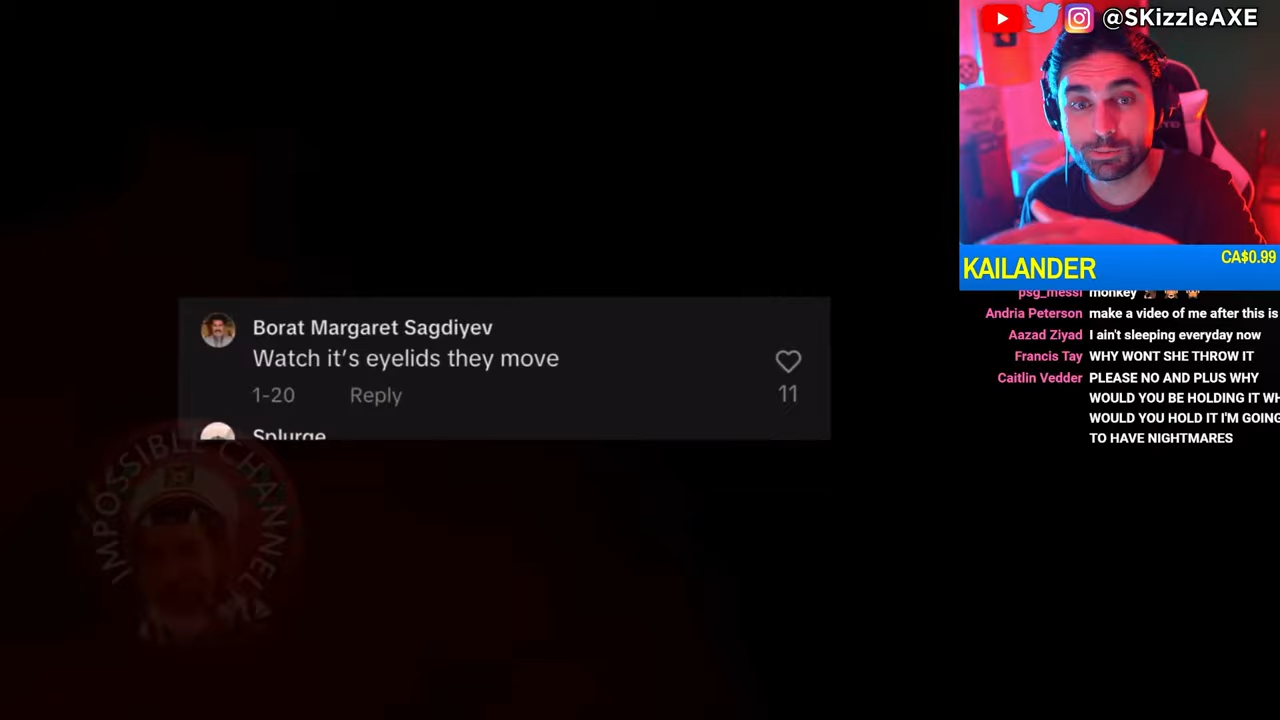 @SKizzleAXE
KAILANDER
CA$0.99
psg_messi monkey
Andria Peterson make a video of me after this is
Aazad Ziyad I ain't sleeping everyday now
Francis Tay WHY WONT SHE THROW IT
Caitlin Vedder PLEASE NO AND PLUS WHY
WOULD YOU BE HOLDING IT WH
WOULD YOU HOLD IT I'M GOING
TO HAVE NIGHTMARES
Borat Margaret Sagdiyev
Watch it's eyelids they move
1-20 Reply
11
Splurge
IMPOSSIBLE CHANNEL